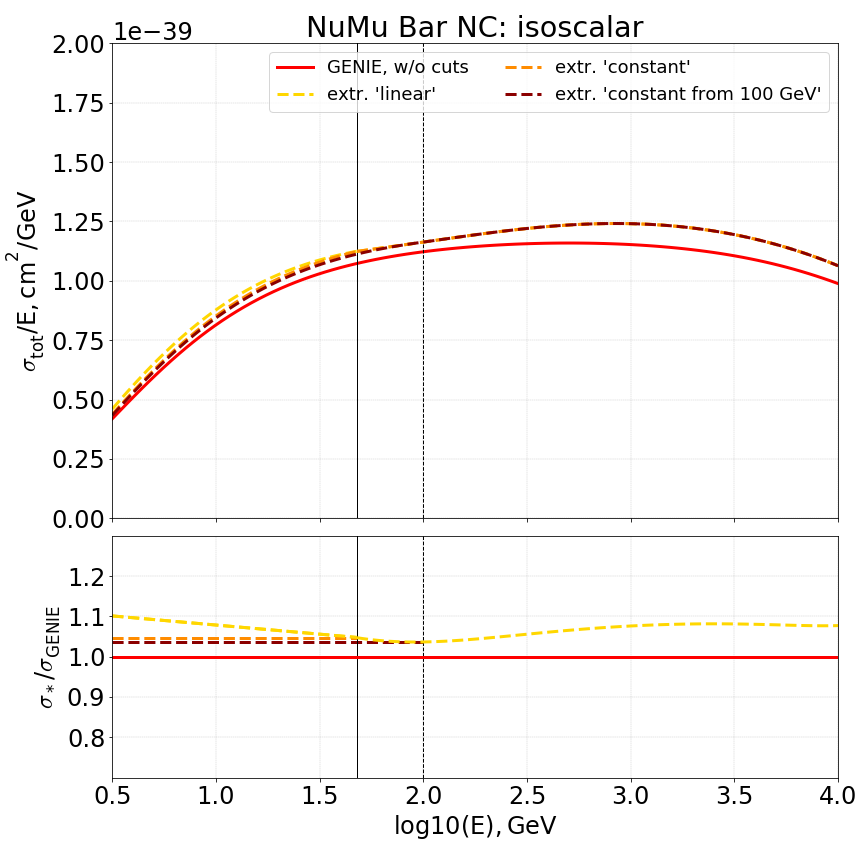 NuMu Bar NC: isoscalar
1e−39
2.00
1.75
1.50
1.25
1.00
0.75
0.50
0.25
0.00
σtot/E, cm²/GeV
GENIE, w/o cuts
extr. 'linear'
extr. 'constant'
extr. 'constant from 100 GeV'
1.2
1.1
1.0
0.9
0.8
σ*/σGENIE
0.5 1.0 1.5 2.0 2.5 3.0 3.5 4.0
log10(E), GeV